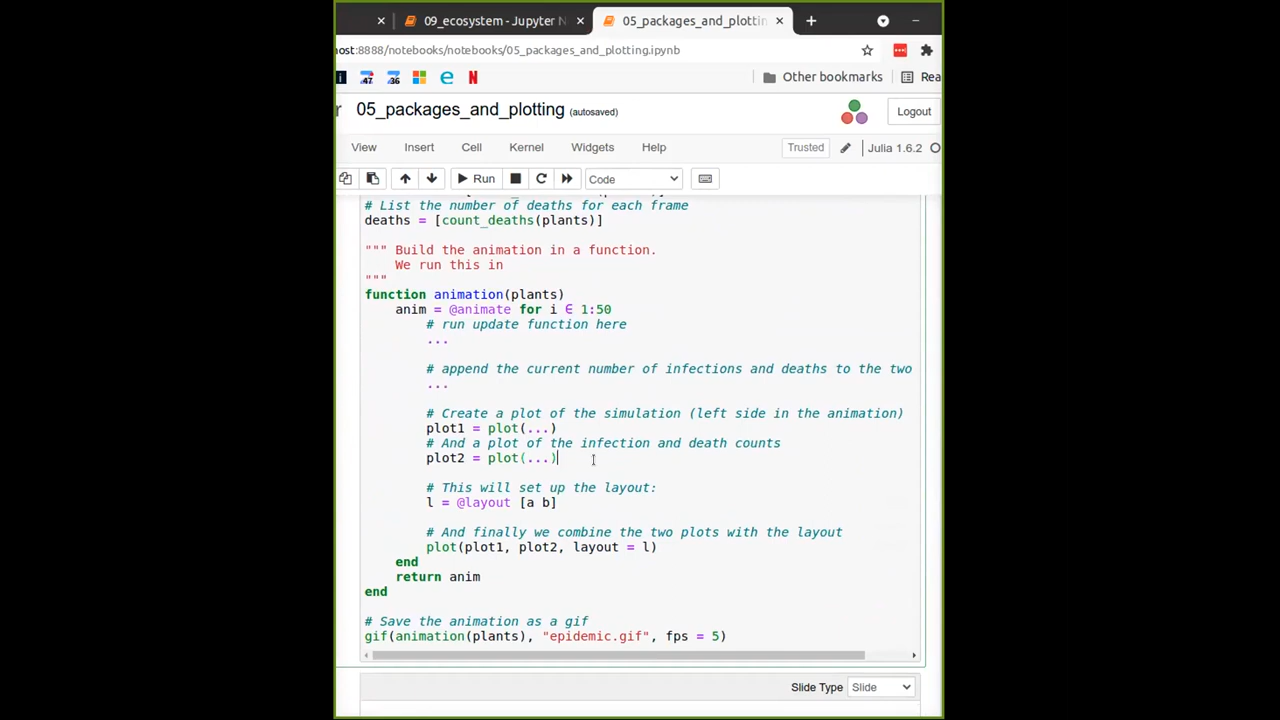 09_ecosystem - Jupyter N
05_packages_and_plottin
ost:8888/notebooks/notebooks/05_packages_and_plotting.ipynb
47
36
Other bookmarks
Rea
05_packages_and_plotting (autosaved)
Logout
View Insert Cell Kernel Widgets Help
Trusted
Julia 1.6.2
Run
Code
# List the number of deaths for each frame
deaths = [count_deaths(plants)]
""" Build the animation in a function.
We run this in
"""
function animation(plants)
anim = @animate for i ∈ 1:50
# run update function here
...
# append the current number of infections and deaths to the two
...
# Create a plot of the simulation (left side in the animation)
plot1 = plot(...)
# And a plot of the infection and death counts
plot2 = plot(...)
# This will set up the layout:
l = @layout [a b]
# And finally we combine the two plots with the layout
plot(plot1, plot2, layout = l)
end
return anim
end
# Save the animation as a gif
gif(animation(plants), "epidemic.gif", fps = 5)
Slide Type Slide